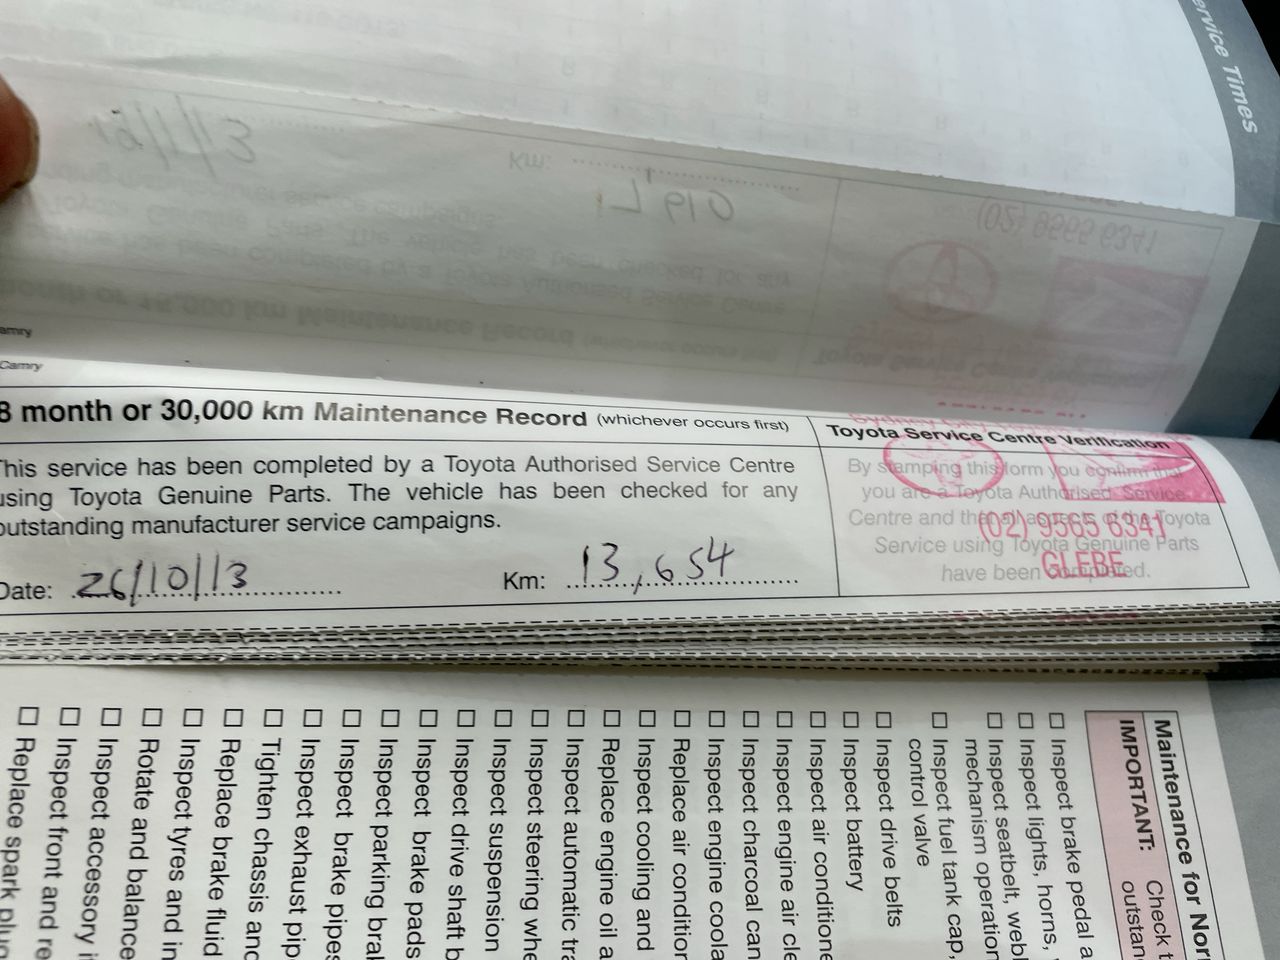 ervice Times
amry
Camry
8 month or 30,000 km Maintenance Record (whichever occurs first)
This service has been completed by a Toyota Authorised Service Centre
using Toyota Genuine Parts. The vehicle has been checked for any
outstanding manufacturer service campaigns.
Date: 26/10/13
Km: 13,654
Toyota Service Centre Verification
By stamping this form you confirm that
you are a Toyota Authorised Service
Centre and that all aspects of the Toyota
Service using Toyota Genuine Parts
have been completed.
(02) 9565 6341
GLEBE
Maintenance for Nor
IMPORTANT: Check t
outstan
☐ Inspect brake pedal a
☐ Inspect lights, horns,
☐ Inspect seatbelt, web
mechanism operation
☐ Inspect fuel tank cap,
control valve
☐ Inspect drive belts
☐ Inspect battery
☐ Inspect air conditione
☐ Inspect engine air cle
☐ Inspect charcoal can
☐ Inspect engine coola
☐ Replace air condition
☐ Inspect cooling and
☐ Replace engine oil a
☐ Inspect automatic tra
☐ Inspect steering whe
☐ Inspect suspension
☐ Inspect drive shaft b
☐ Inspect brake pads
☐ Inspect parking bra
☐ Inspect brake pipes
☐ Inspect exhaust pip
☐ Tighten chassis and
☐ Replace brake fluid
☐ Inspect tyres and in
☐ Rotate and balance
☐ Inspect accessory i
☐ Inspect front and re
☐ Replace spark plug